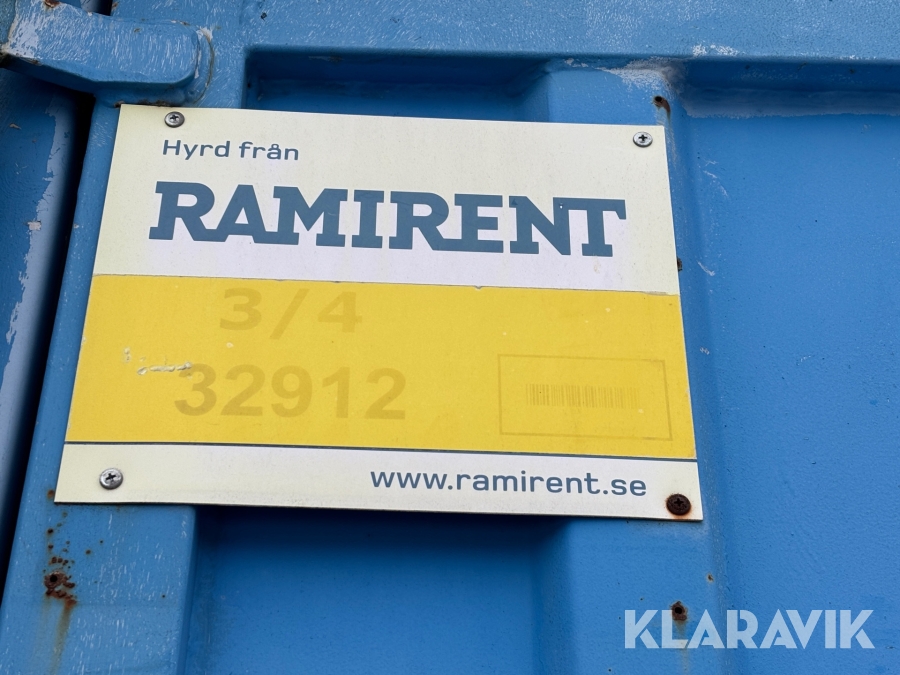 Hyrd från
RAMIRENT
3/4
32912
www.ramirent.se
KLARAVIK